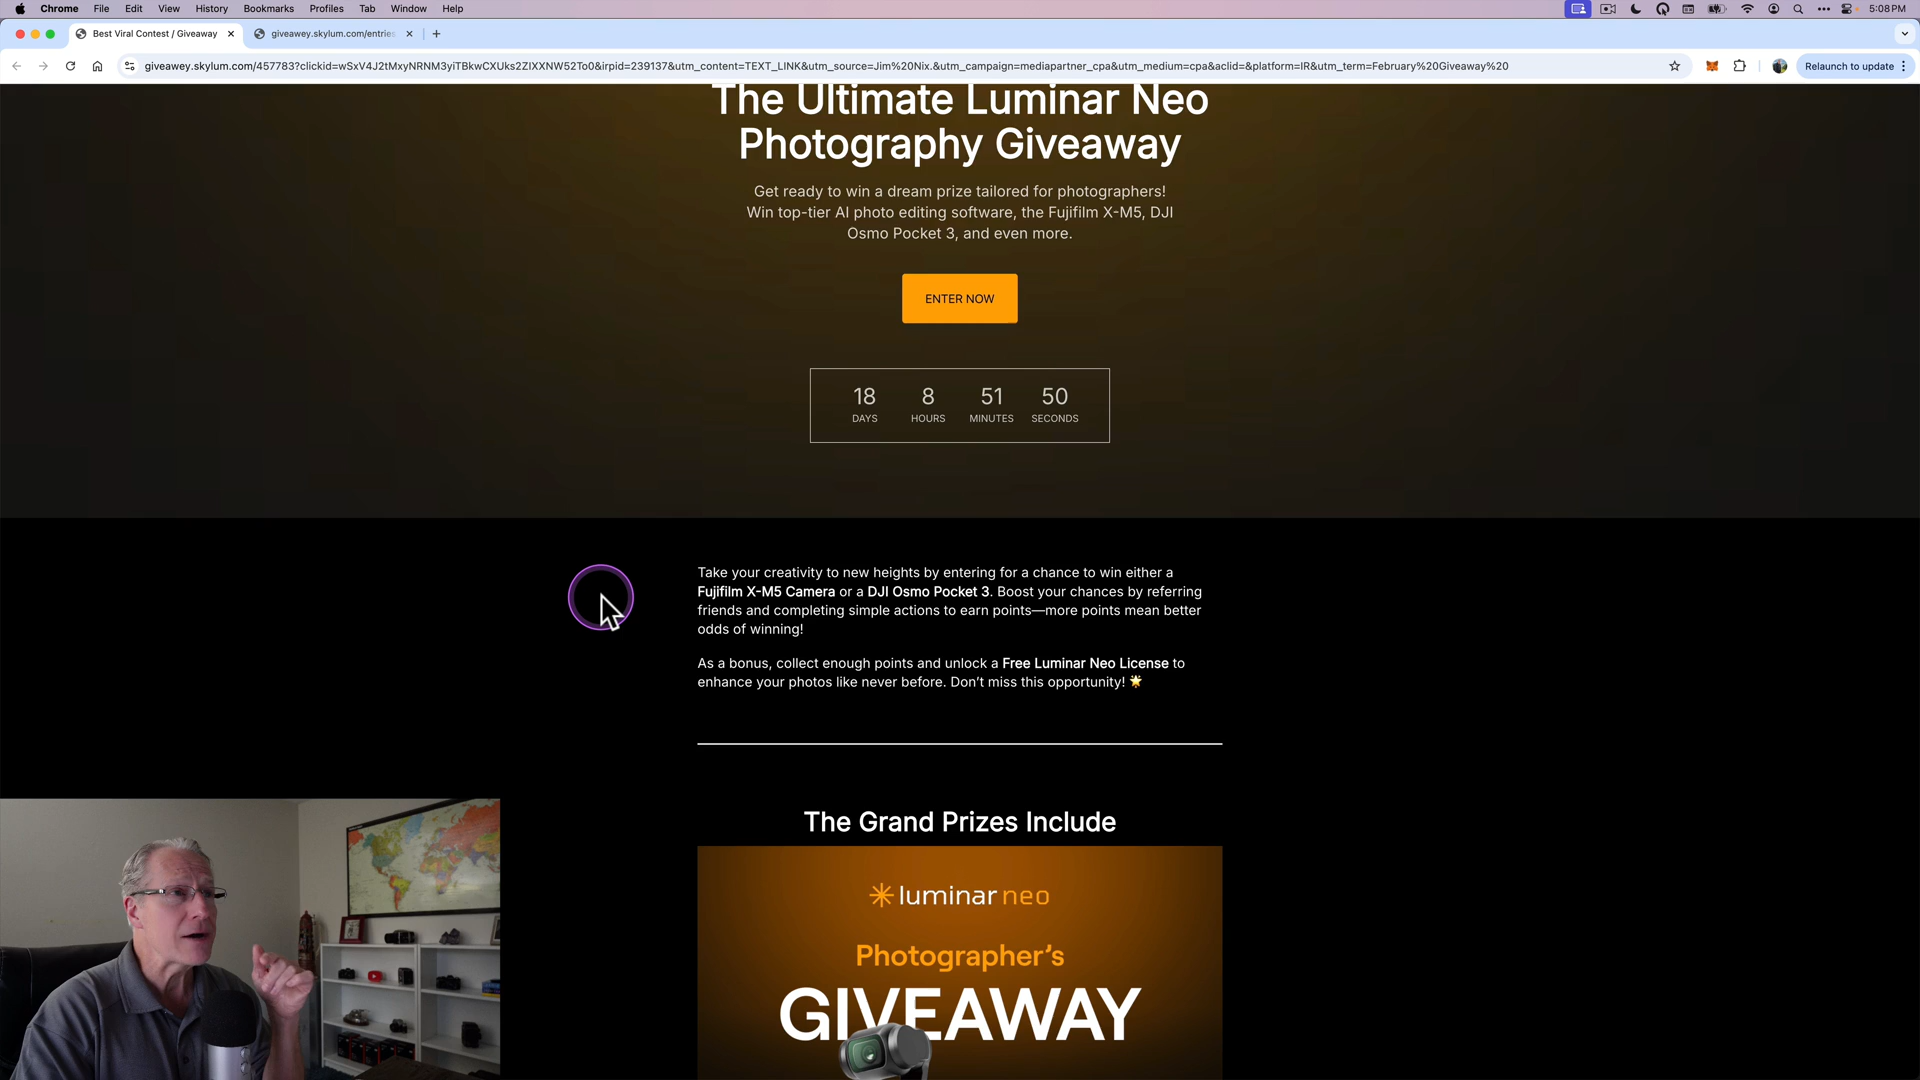 Chrome File Edit View History Bookmarks Profiles Tab Window Help 5:08 PM
Best Viral Contest / Giveaway giveawey.skylum.com/entries
giveawey.skylum.com/457783?clickid=wSxV4J2tMxyNRNM3yiTBkwCXUks2ZIXXNW52To0&irpid=239137&utm_content=TEXT_LINK&utm_source=Jim%20Nix.&utm_campaign=mediapartner_cpa&utm_medium=cpa&aclid=&platform=IR&utm_term=February%20Giveaway%20 Relaunch to update
The Ultimate Luminar Neo
Photography Giveaway
Get ready to win a dream prize tailored for photographers!
Win top-tier AI photo editing software, the Fujifilm X-M5, DJI
Osmo Pocket 3, and even more.
ENTER NOW
18 8 51 50
DAYS HOURS MINUTES SECONDS
Take your creativity to new heights by entering for a chance to win either a
Fujifilm X-M5 Camera or a DJI Osmo Pocket 3. Boost your chances by referring
friends and completing simple actions to earn points—more points mean better
odds of winning!
As a bonus, collect enough points and unlock a Free Luminar Neo License to
enhance your photos like never before. Don't miss this opportunity! 🌟
The Grand Prizes Include
luminar neo
Photographer's
GIVEAWAY